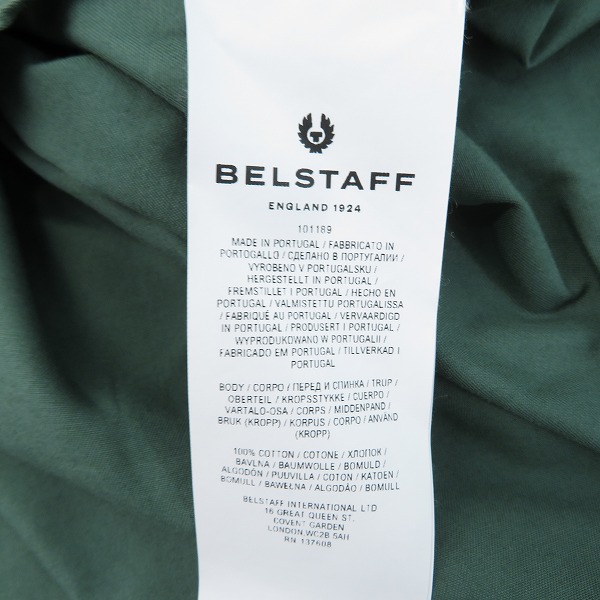 BELSTAFF
ENGLAND 1924
101189
MADE IN PORTUGAL / FABBRICATO IN
PORTOGALLO / СДЕЛАНО В ПОРТУГАЛИИ /
VYROBENO V PORTUGALSKU /
HERGESTELLT IN PORTUGAL /
FREMSTILLET I PORTUGAL / HECHO EN
PORTUGAL / VALMISTETTU PORTUGALISSA
/ FABRIQUÉ AU PORTUGAL / VERVAARDIGD
IN PORTUGAL / PRODUSERT I PORTUGAL /
WYPRODUKOWANO W PORTUGALII /
FABRICADO EM PORTUGAL / TILLVERKAD I
PORTUGAL
BODY / CORPO / ПЕРЕД И СПИНКА / TRUP /
OBERTEIL / KROPSSTYKKE / CUERPO /
VARTALO-OSA / CORPS / MIDDENPAND /
BRUK (KROPP) / KORPUS / CORPO / ANVÄND
(KROPP)
100% COTTON / COTONE / ХЛОПОК /
BAVLNA / BAUMWOLLE / BOMULD /
ALGODÓN / PUUVILLA / COTON / KATOEN /
BOMULL / BAWEŁNA / ALGODÃO / BOMULL
BELSTAFF INTERNATIONAL LTD
16 GREAT QUEEN ST.
COVENT GARDEN
LONDON, WC2B 5AH
RN 137608